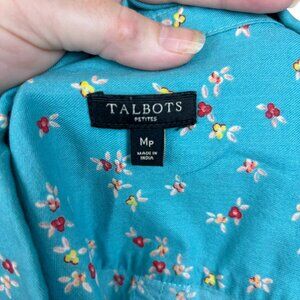 TALBOTS
PETITES
Mp
MADE IN
INDIA